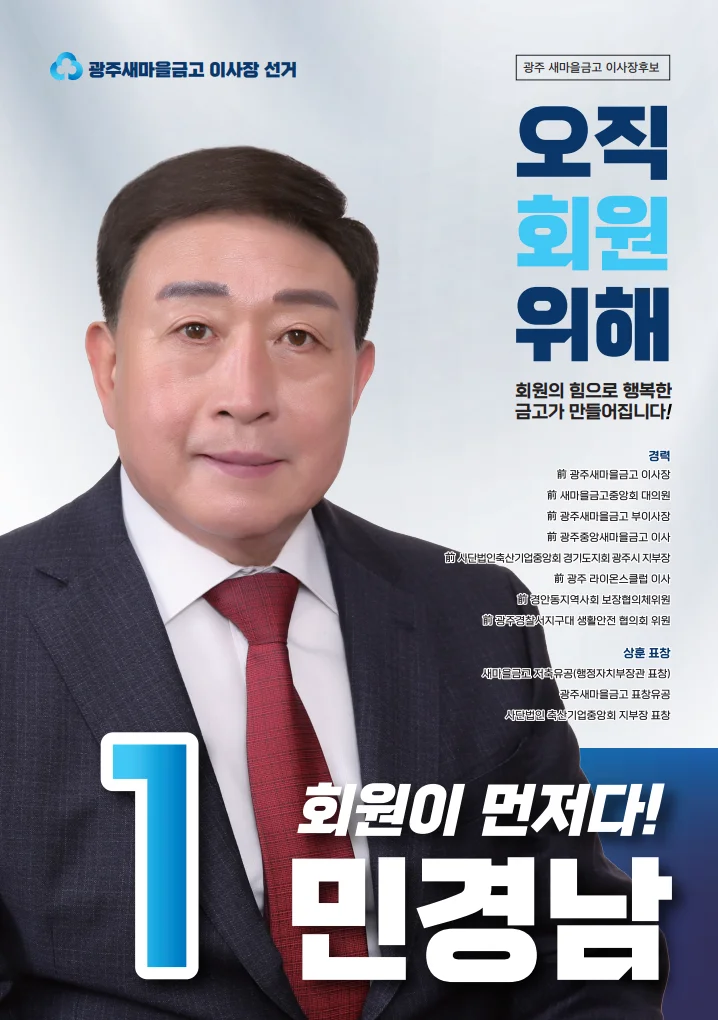 광주새마을금고 이사장 선거
광주 새마을금고 이사장후보
오직
회원
위해
회원의 힘으로 행복한
금고가 만들어집니다!
경력
前 광주새마을금고 이사장
前 새마을금고중앙회 대의원
前 광주새마을금고 부이사장
前 광주중앙새마을금고 이사
前 사단법인축산기업중앙회 경기도지회 광주시 지부장
前 광주 라이온스클럽 이사
前 경안동지역사회 보장협의체위원
前 광주경찰서지구대 생활안전 협의회 위원
상훈 표창
새마을금고 저축유공(행정자치부장관 표창)
광주새마을금고 표창유공
사단법인 축산기업중앙회 지부장 표창
1
회원이 먼저다!
민경남